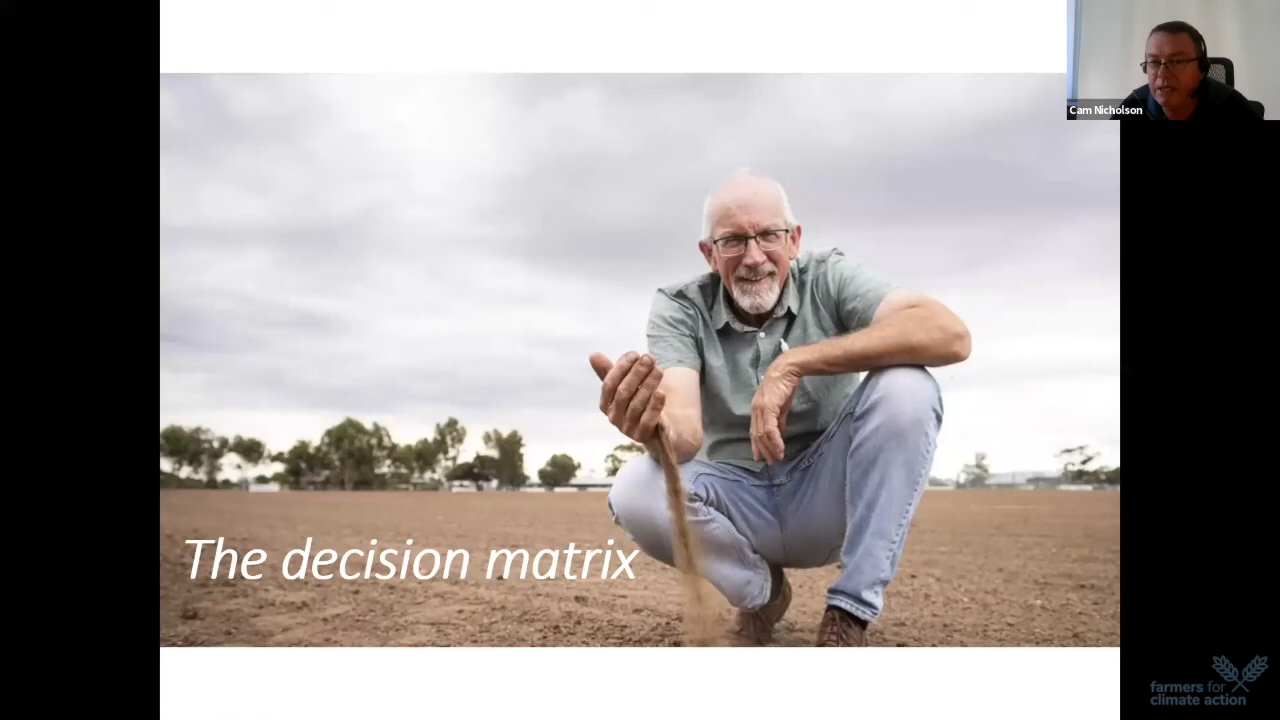 Cam Nicholson
The decision matrix
farmers for
climate action